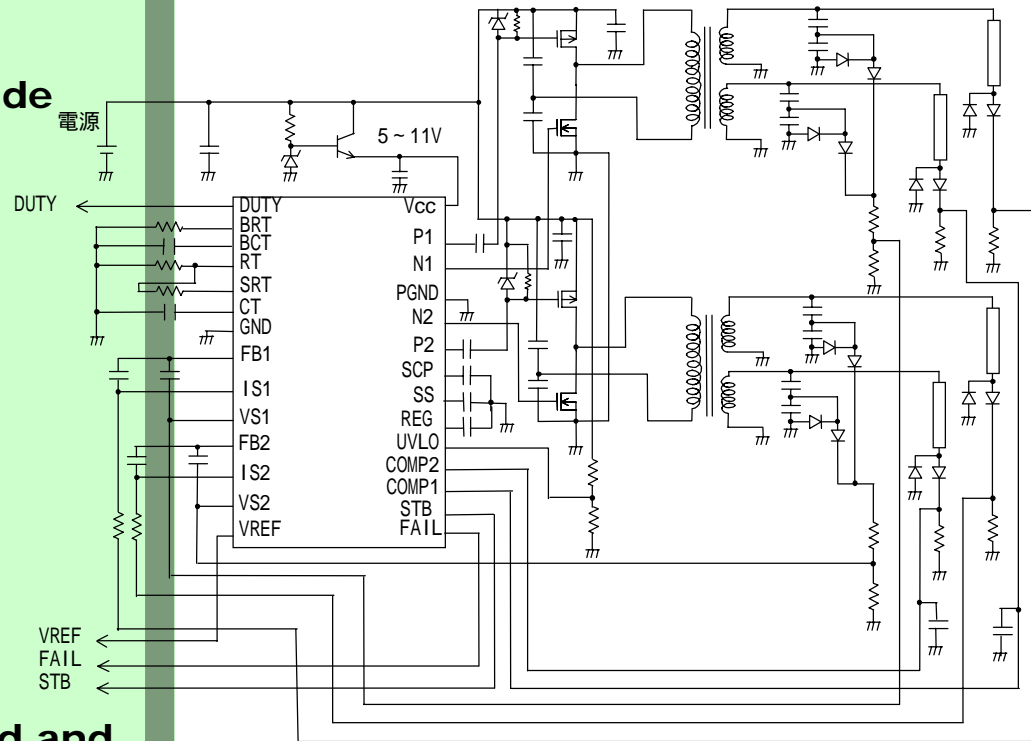 de
電源
5～11V
DUTY
DUTY
BRT
BCT
RT
SRT
CT
GND
FB1
IS1
VS1
FB2
IS2
VS2
VREF
Vcc
P1
N1
PGND
N2
P2
SCP
SS
REG
UVLO
COMP2
COMP1
STB
FAIL
VREF
FAIL
STB
d and